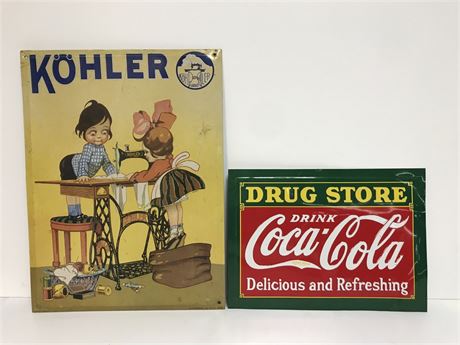 KÖHLER
DRUG STORE
DRINK
Coca-Cola
Delicious and Refreshing